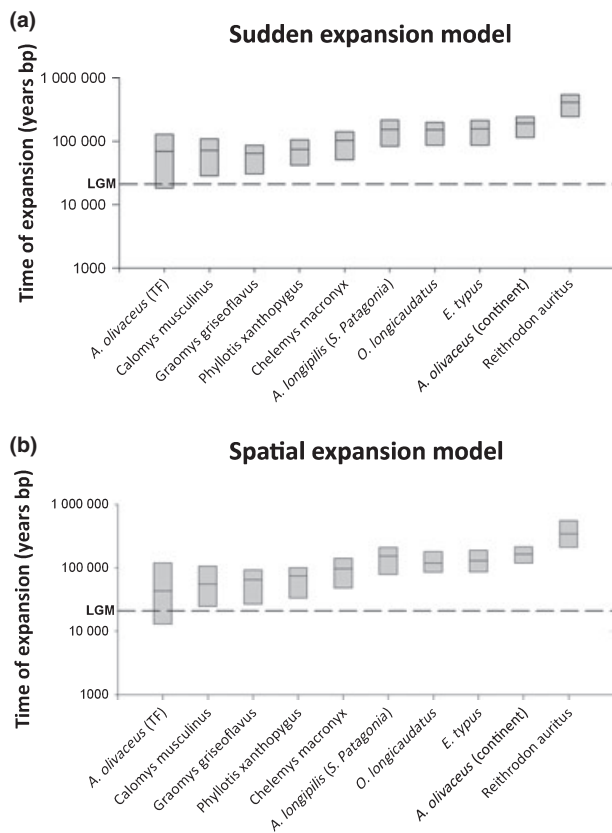 (a)
Sudden expansion model
Time of expansion (years bp)
1 000 000
100 000
LGM
10 000
1000
A. olivaceus (TF)
Calomys musculinus
Graomys griseoflavus
Phyllotis xanthopygus
Chelemys macronyx
A. longipilis (S. Patagonia)
O. longicaudatus
E. typus
A. olivaceus (continent)
Reithrodon auritus
(b)
Spatial expansion model
Time of expansion (years bp)
1 000 000
100 000
LGM
10 000
1000
A. olivaceus (TF)
Calomys musculinus
Graomys griseoflavus
Phyllotis xanthopygus
Chelemys macronyx
A. longipilis (S. Patagonia)
O. longicaudatus
E. typus
A. olivaceus (continent)
Reithrodon auritus